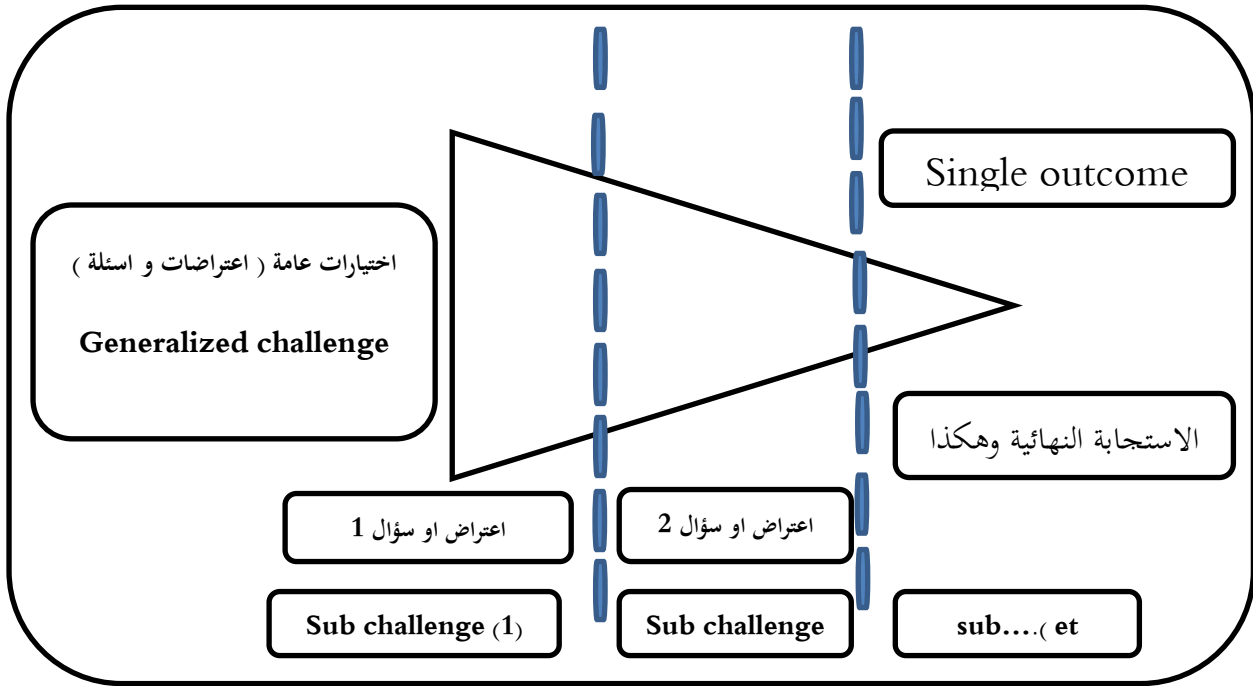 Single outcome
اختيارات عامة ( اعتراضات و اسئلة )
Generalized challenge
الاستجابة النهائية وهكذا
اعتراض او سؤال 1
اعتراض او سؤال 2
Sub challenge (1)
Sub challenge
sub….( et